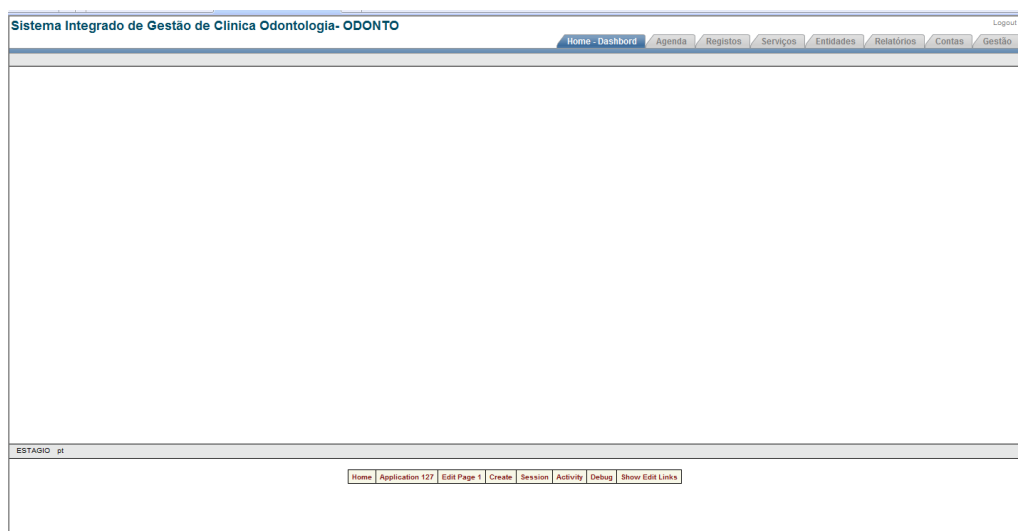 Sistema Integrado de Gestão de Clinica Odontologia- ODONTO
Logout
Home - Dashbord Agenda Registos Serviços Entidades Relatórios Contas Gestão
ESTAGIO pt
Home Application 127 Edit Page 1 Create Session Activity Debug Show Edit Links